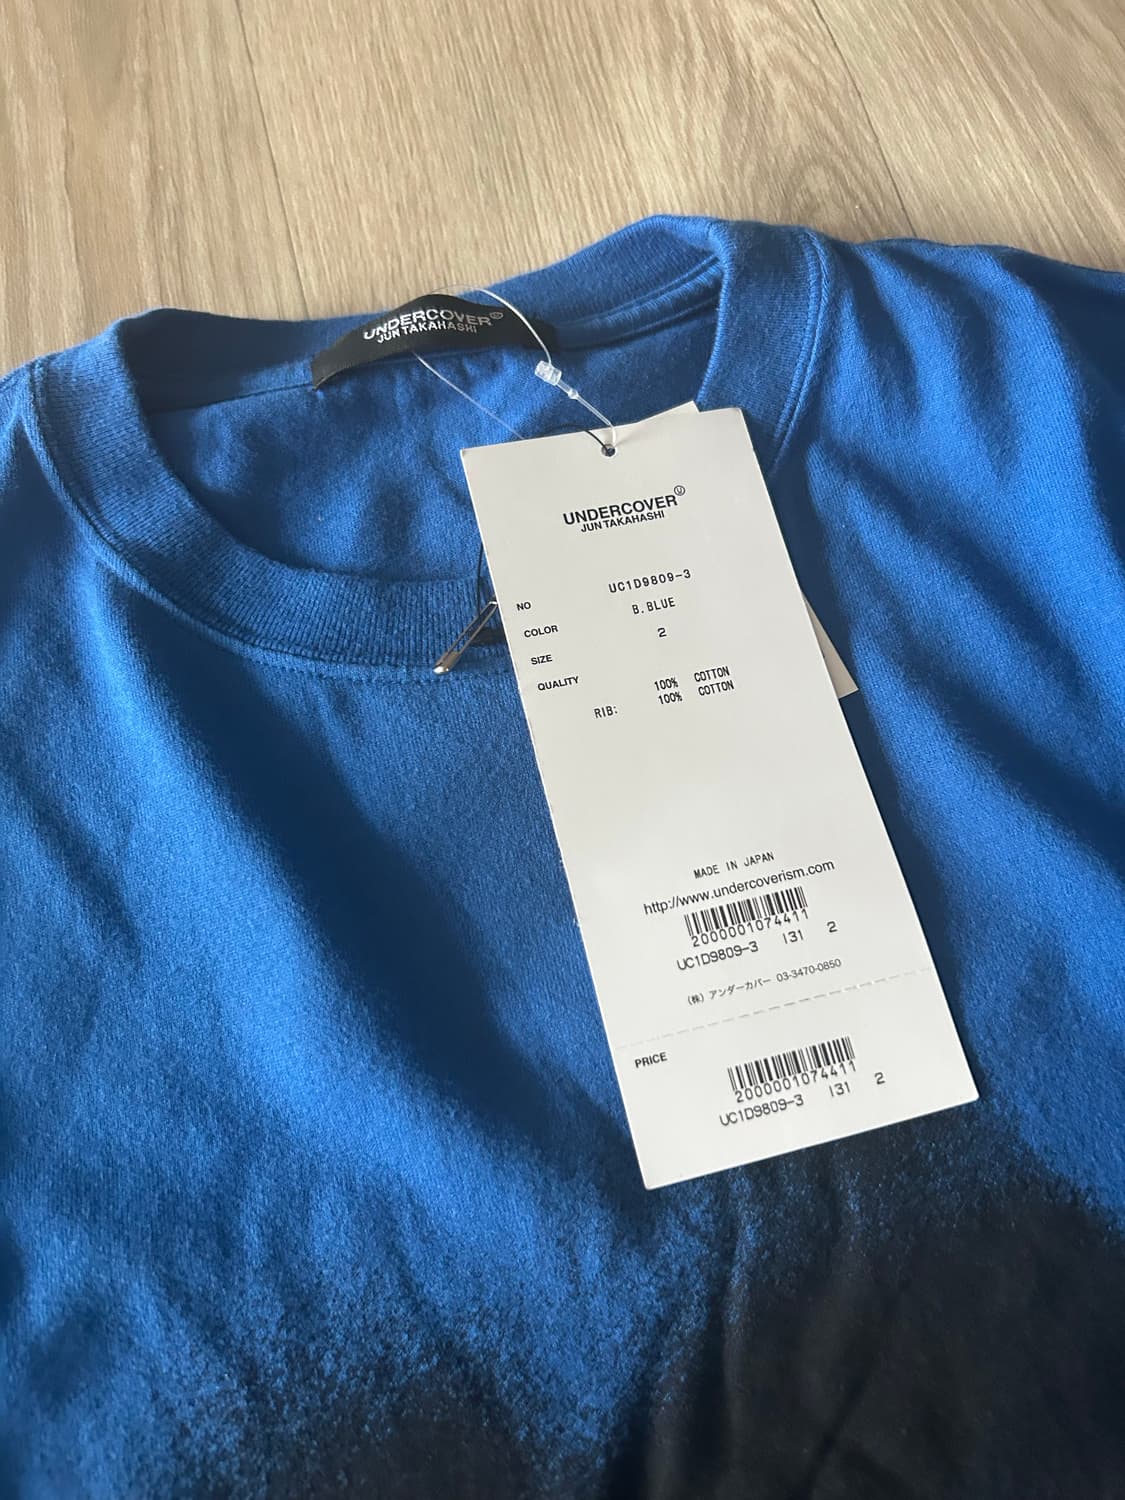 UNDERCOVER
JUN TAKAHASHI
UNDERCOVER
JUN TAKAHASHI
NO UC1D9809-3
COLOR B.BLUE
SIZE 2
QUALITY 100% COTTON
RIB: 100% COTTON
MADE IN JAPAN
http://www.undercoverism.com
2000001074411
UC1D9809-3 131 2
(株) アンダーカバー 03-3470-0850
PRICE
2000001074411
UC1D9809-3 131 2